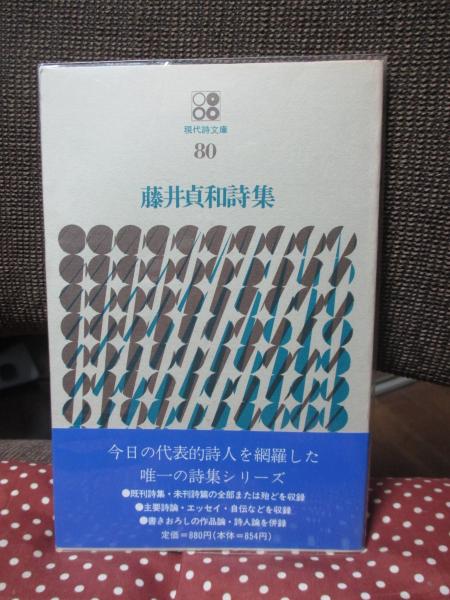 現代詩文庫
80
藤井貞和詩集
今日の代表的詩人を網羅した
唯一の詩集シリーズ
●既刊詩集・未刊詩篇の全部または殆どを収録
●主要詩論・エッセイ・自伝などを収録
●書きおろしの作品論・詩人論を併録
定価=880円(本体=854円)